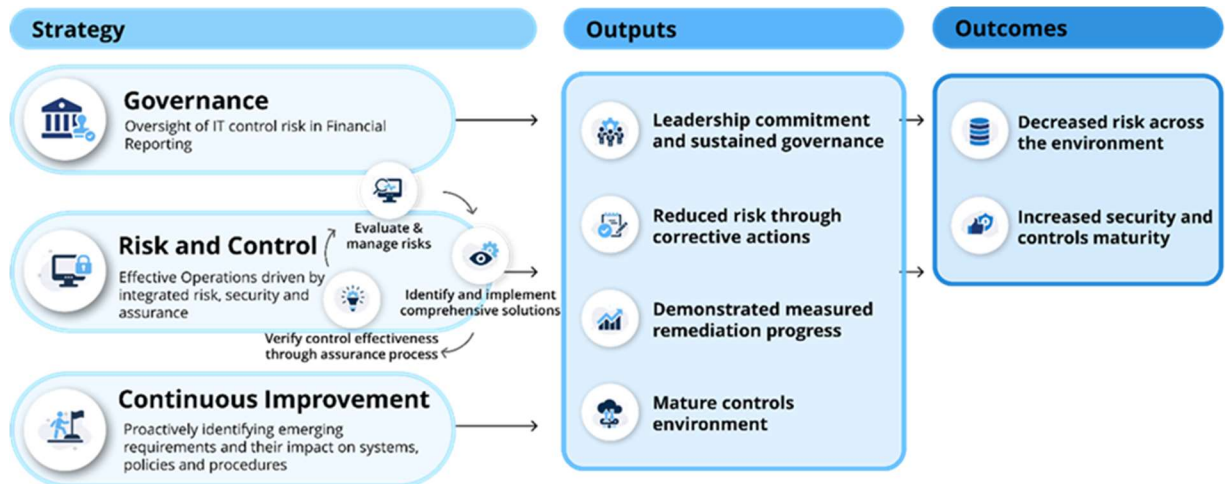 Strategy
Governance
Oversight of IT control risk in Financial
Reporting
Evaluate &
manage risks
Risk and Control
Effective Operations driven by
integrated risk, security and
assurance
Identify and implement
comprehensive solutions
Verify control effectiveness
through assurance process
Continuous Improvement
Proactively identifying emerging
requirements and their impact on systems,
policies and procedures
Outputs
Leadership commitment
and sustained governance
Reduced risk through
corrective actions
Demonstrated measured
remediation progress
Mature controls
environment
Outcomes
Decreased risk across
the environment
Increased security and
controls maturity